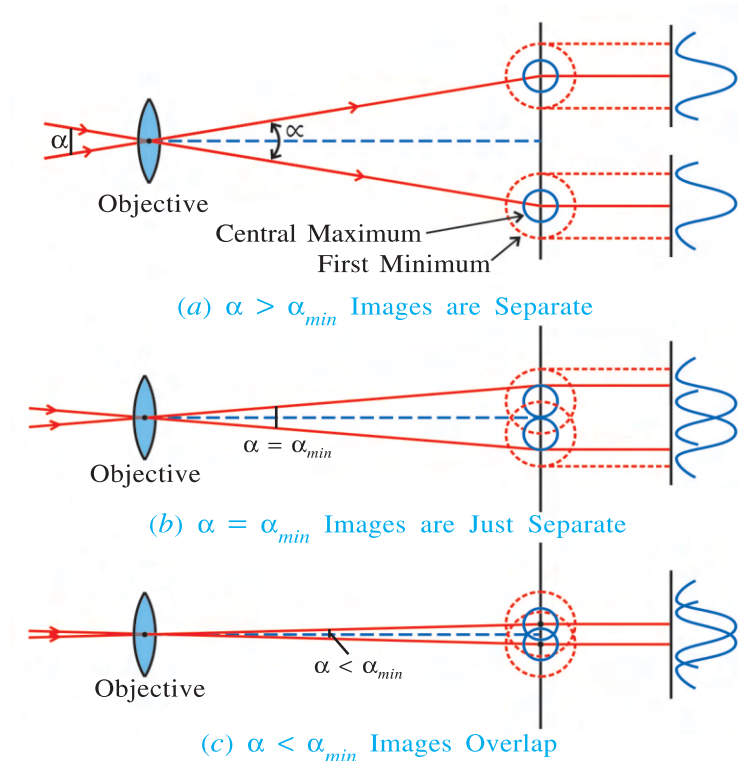 α
∝
Objective
Central Maximum
First Minimum
(a) α > αmin Images are Separate
α = αmin
Objective
(b) α = αmin Images are Just Separate
α < αmin
Objective
(c) α < αmin Images Overlap